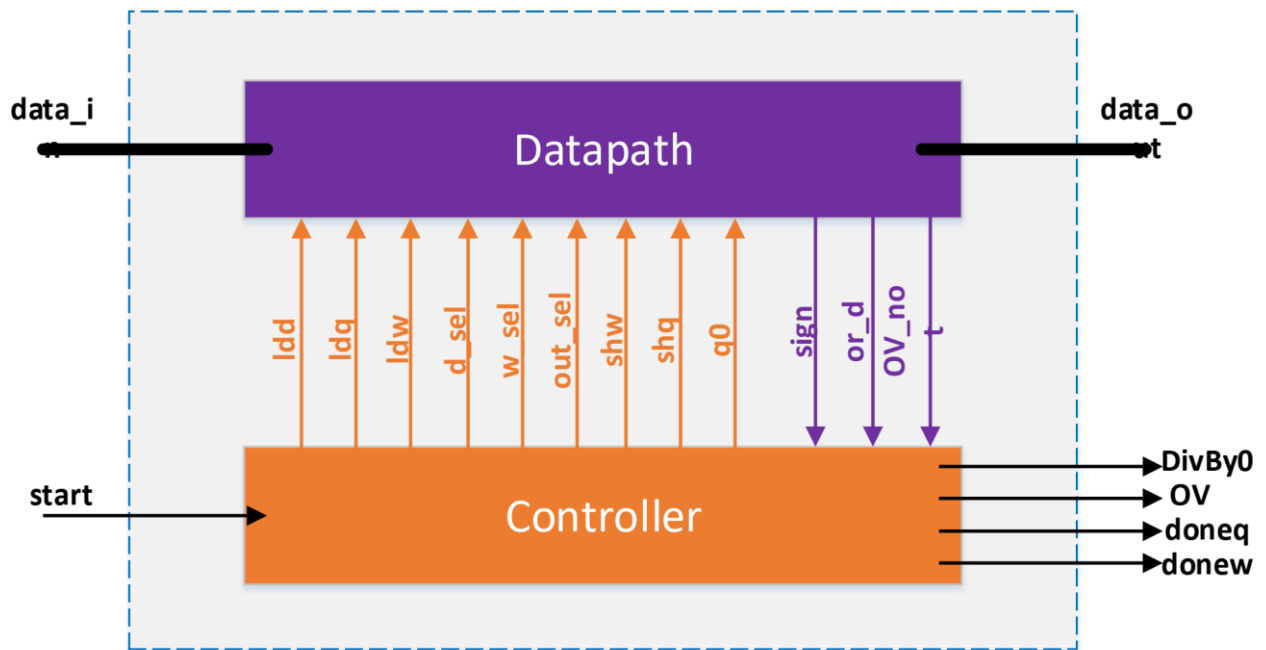 data_i
n
Datapath
data_o
ut
ldd
ldq
ldw
d_sel
w_sel
out_sel
shw
shq
q0
sign
or_d
OV_no
t
start
Controller
DivBy0
OV
doneq
donew